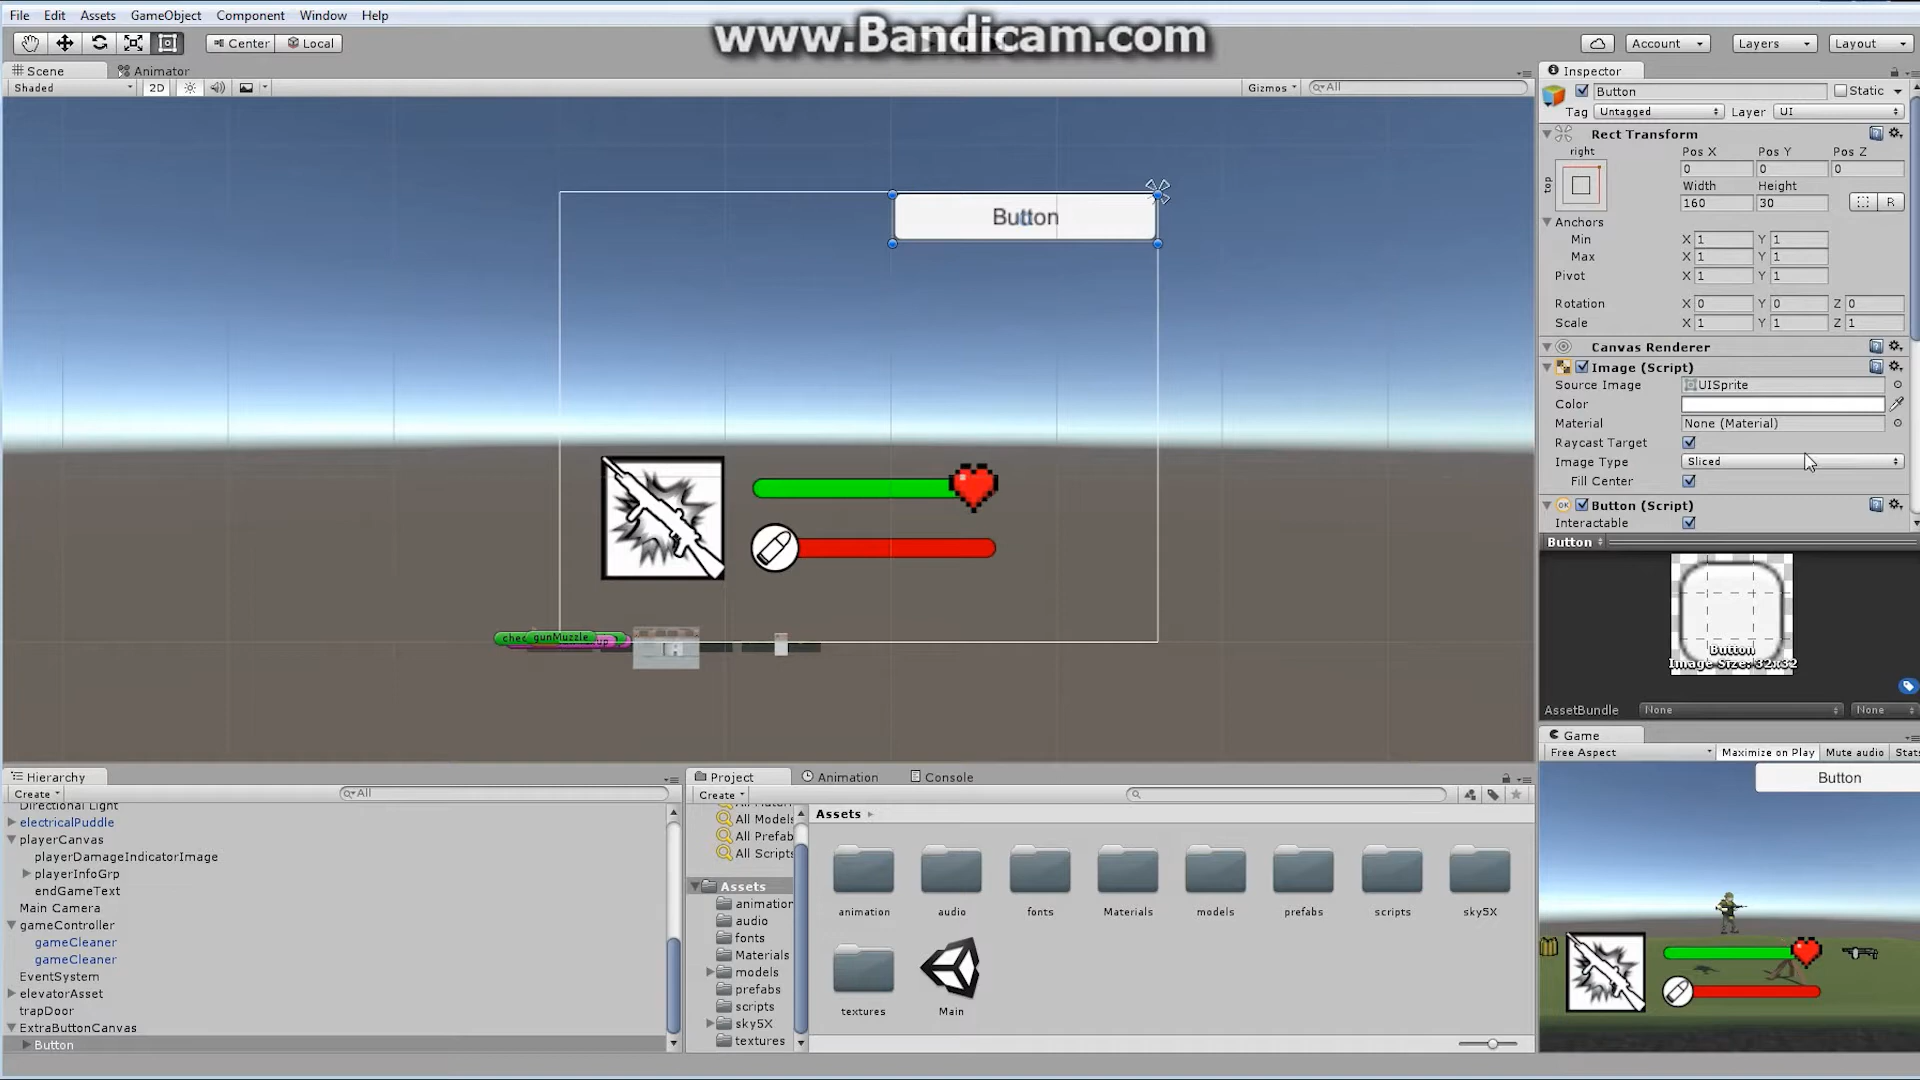 File Edit Assets GameObject Component Window Help
www.Bandicam.com
Center Local Account Layers Layout
Scene Animator Inspector
Shaded 2D Gizmos All
Button Static
Tag Untagged Layer UI
Rect Transform
right Pos X Pos Y Pos Z
top 0 0 0
Width Height
160 30 R
Anchors
Min X 1 Y 1
Max X 1 Y 1
Pivot X 1 Y 1
Rotation X 0 Y 0 Z 0
Scale X 1 Y 1 Z 1
Canvas Renderer
Image (Script)
Source Image UISprite
Color
Material None (Material)
Raycast Target
Image Type Sliced
Fill Center
Button (Script)
Interactable
Button
Button
Image Size: 32x32
AssetBundle None None
Button
gunMuzzle
Game
Free Aspect Maximize on Play Mute audio Stats
Button
Hierarchy
Create All
Directional Light
electricalPuddle
playerCanvas
playerDamageIndicatorImage
playerInfoGrp
endGameText
Main Camera
gameController
gameCleaner
gameCleaner
EventSystem
elevatorAsset
trapDoor
ExtraButtonCanvas
Button
Project Animation Console
Create
All Models
All Prefab
All Scripts
Assets
animation
audio
fonts
Materials
models
prefabs
scripts
sky5X
textures
Assets
animation audio fonts Materials models prefabs scripts sky5X
textures Main